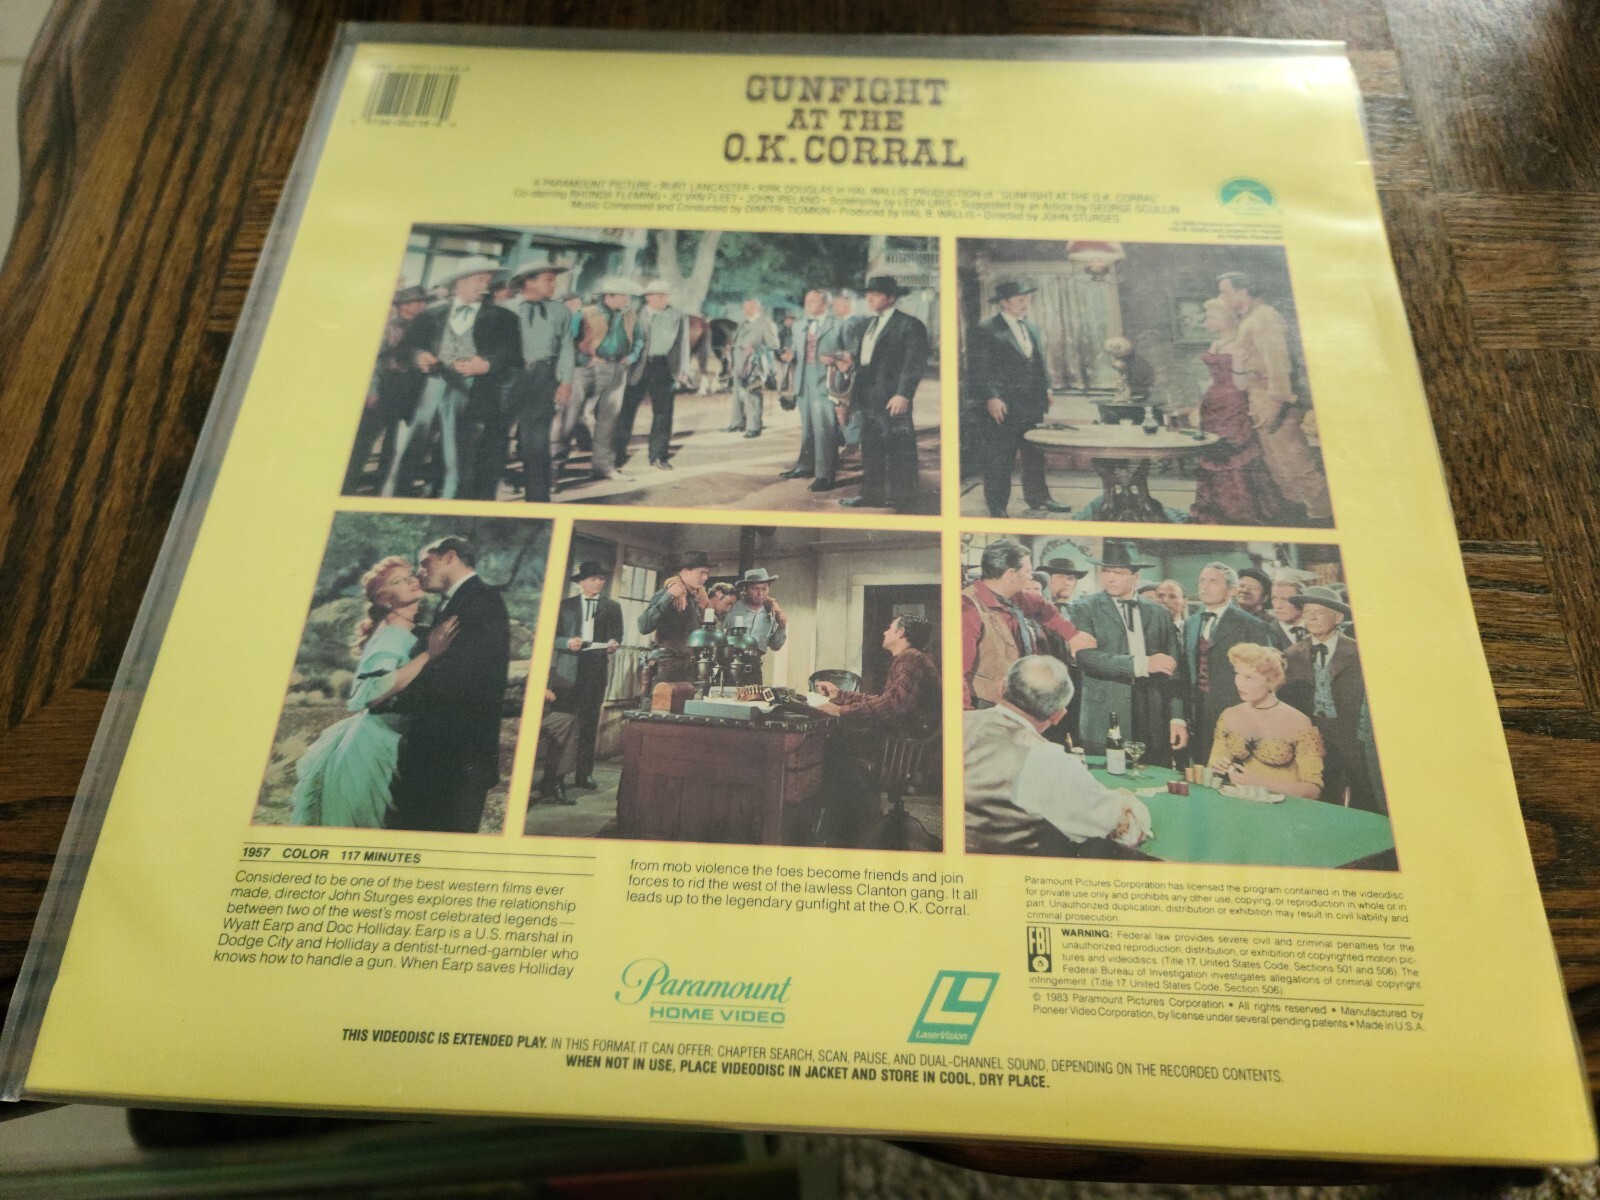 GUNFIGHT
AT THE
O.K. CORRAL
A PARAMOUNT PICTURE • BURT LANCASTER • KIRK DOUGLAS in HAL WALLIS' PRODUCTION of "GUNFIGHT AT THE O.K. CORRAL"
Co-starring RHONDA FLEMING • JO VAN FLEET • JOHN IRELAND • Screenplay by LEON URIS • Suggested by an Article by GEORGE SCULLIN
Music Composed and Conducted by DIMITRI TIOMKIN • Produced by HAL B. WALLIS • Directed by JOHN STURGES
1957 COLOR 117 MINUTES
Considered to be one of the best western films ever
made, director John Sturges explores the relationship
between two of the west's most celebrated legends—
Wyatt Earp and Doc Holliday. Earp is a U.S. marshal in
Dodge City and Holliday a dentist-turned-gambler who
knows how to handle a gun. When Earp saves Holliday
from mob violence the foes become friends and join
forces to rid the west of the lawless Clanton gang. It all
leads up to the legendary gunfight at the O.K. Corral.
Paramount
HOME VIDEO
LaserVision
Paramount Pictures Corporation has licensed the program contained in the videodisc
for private use only and prohibits any other use, copying, or reproduction in whole or in
part. Unauthorized duplication, distribution or exhibition may result in civil liability and
criminal prosecution.
FBI
WARNING: Federal law provides severe civil and criminal penalties for the
unauthorized reproduction, distribution, or exhibition of copyrighted motion pic-
tures and videodiscs. (Title 17, United States Code, Sections 501 and 506). The
Federal Bureau of Investigation investigates allegations of criminal copyright
infringement. (Title 17, United States Code, Section 506).
© 1983 Paramount Pictures Corporation • All rights reserved • Manufactured by
Pioneer Video Corporation, by license under several pending patents • Made in U.S.A.
THIS VIDEODISC IS EXTENDED PLAY. IN THIS FORMAT, IT CAN OFFER: CHAPTER SEARCH, SCAN, PAUSE, AND DUAL-CHANNEL SOUND, DEPENDING ON THE RECORDED CONTENTS.
WHEN NOT IN USE, PLACE VIDEODISC IN JACKET AND STORE IN COOL, DRY PLACE.